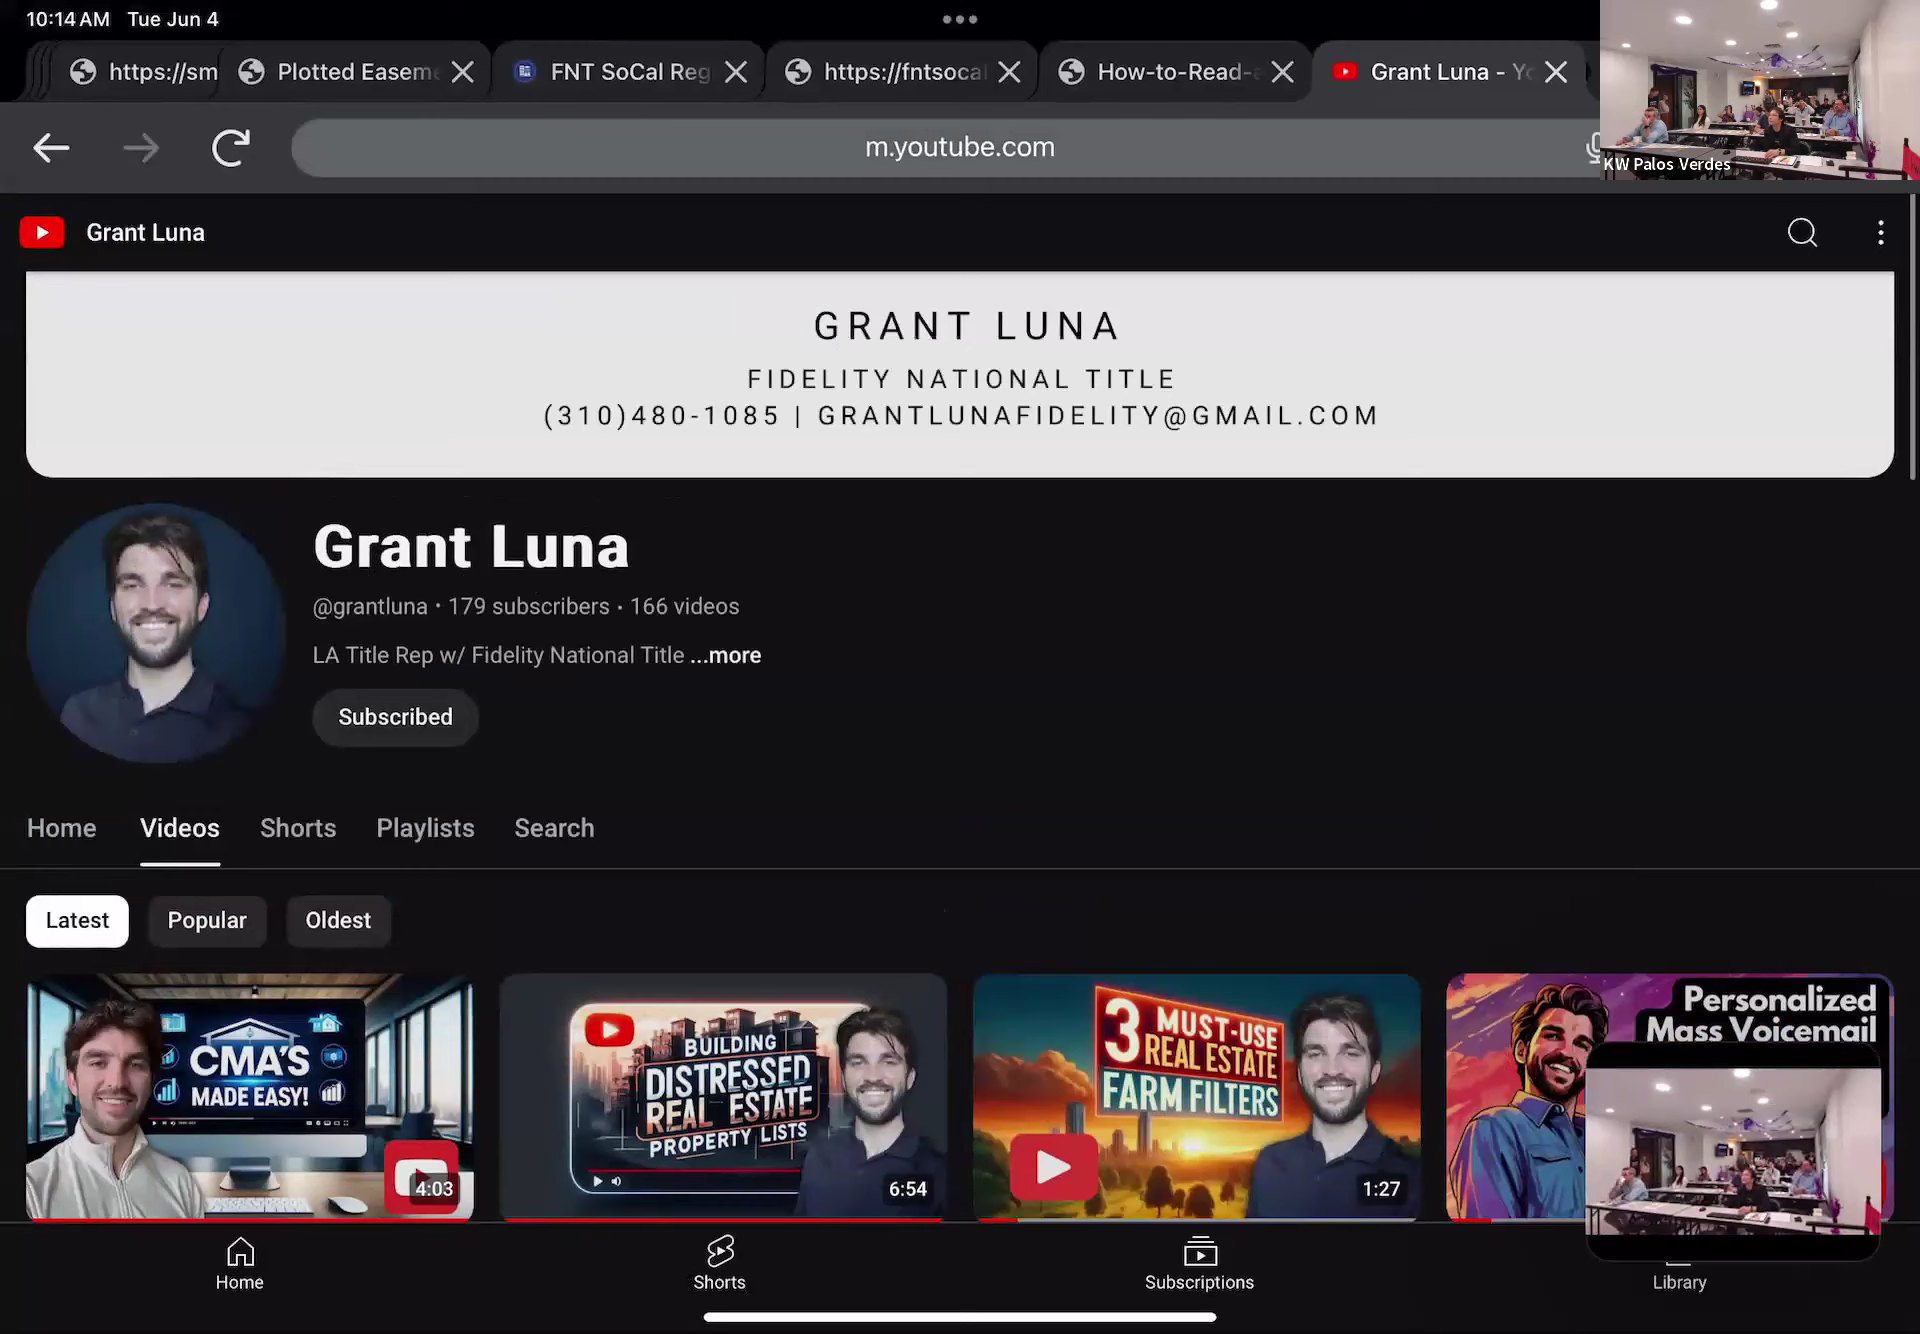 10:14 AM Tue Jun 4
https://sm
Plotted Easeme
FNT SoCal Reg
https://fntsocal
How-to-Read-a
Grant Luna - Yo
m.youtube.com
KW Palos Verdes
Grant Luna
GRANT LUNA
FIDELITY NATIONAL TITLE
(310)480-1085 | GRANTLUNAFIDELITY@GMAIL.COM
Grant Luna
@grantluna • 179 subscribers • 166 videos
LA Title Rep w/ Fidelity National Title ...more
Subscribed
Home Videos Shorts Playlists Search
Latest Popular Oldest
CMA'S
MADE EASY!
4:03
BUILDING
DISTRESSED
REAL ESTATE
PROPERTY LISTS
6:54
3 MUST-USE
REAL ESTATE
FARM FILTERS
1:27
Personalized
Mass Voicemail
Home
Shorts
Subscriptions
Library